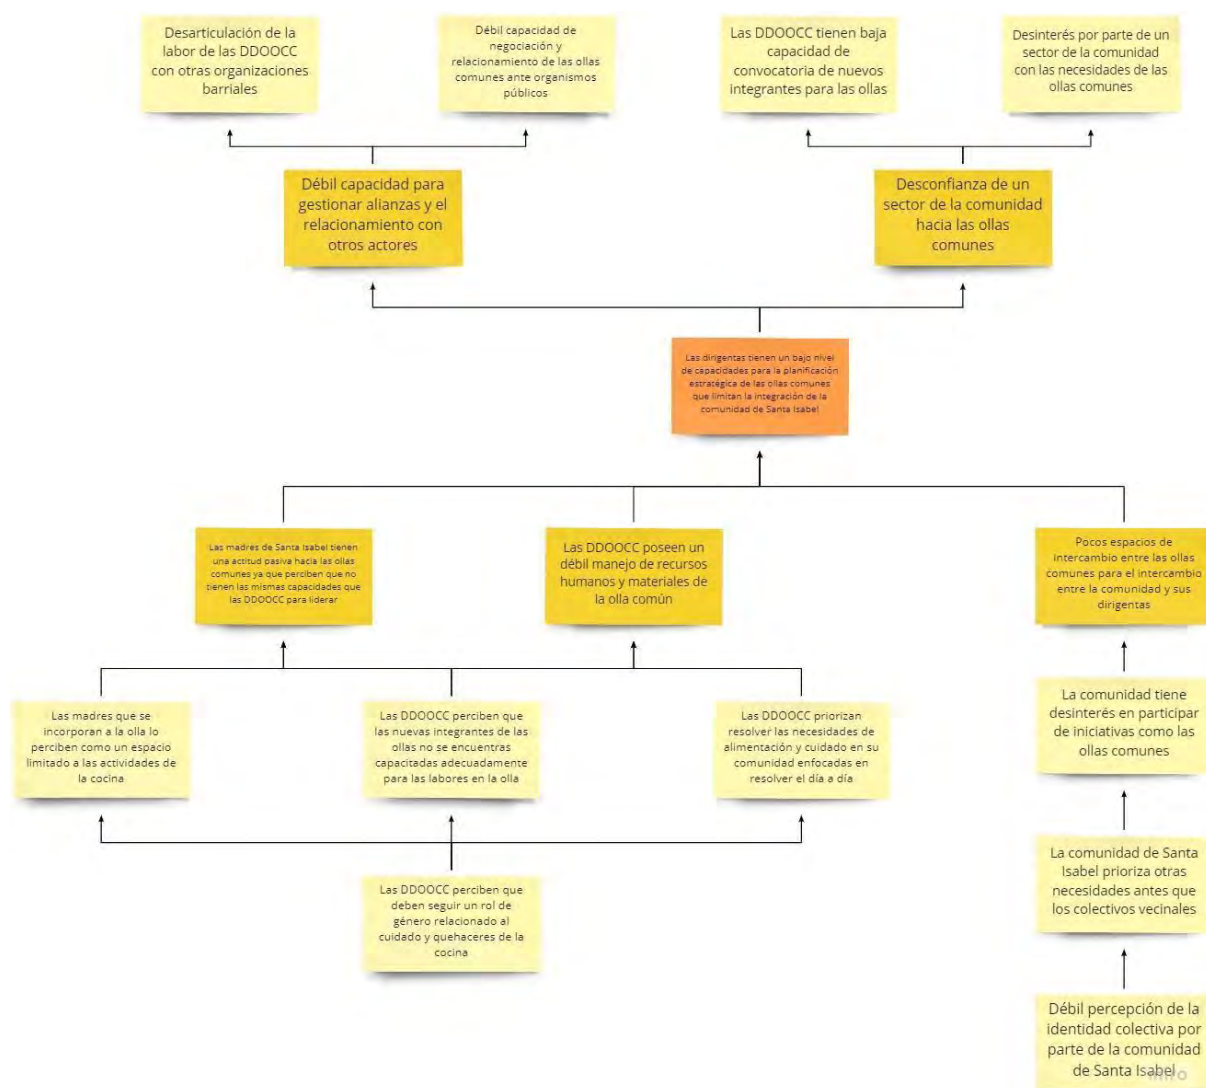 Desarticulación de la
labor de las DDOOCC
con otras organizaciones
barriales
Débil capacidad de
negociación y
relacionamiento de las ollas
comunes ante organismos
públicos
Las DDOOCC tienen baja
capacidad de
convocatoria de nuevos
integrantes para las ollas
Desinterés por parte de un
sector de la comunidad
con las necesidades de las
ollas comunes
Débil capacidad para
gestionar alianzas y el
relacionamiento con
otros actores
Desconfianza de un
sector de la comunidad
hacia las ollas
comunes
Las dirigentas tienen un bajo nivel
de capacidades para la planificación
estratégica de las ollas comunes
que limitan la integración de la
comunidad de Santa Isabel
Las madres de Santa Isabel tienen
una actitud pasiva hacia las ollas
comunes ya que perciben que no
tienen las mismas capacidades que
las DDOOCC para liderar
Las DDOOCC poseen un
débil manejo de recursos
humanos y materiales de
la olla común
Pocos espacios de
intercambio entre las ollas
comunes para el intercambio
entre la comunidad y sus
dirigentas
Las madres que se
incorporan a la olla lo
perciben como un espacio
limitado a las actividades de
la cocina
Las DDOOCC perciben que
las nuevas integrantes de las
ollas no se encuentras
capacitadas adecuadamente
para las labores en la olla
Las DDOOCC priorizan
resolver las necesidades de
alimentación y cuidado en su
comunidad enfocadas en
resolver el día a día
La comunidad tiene
desinterés en participar
de iniciativas como las
ollas comunes
Las DDOOCC perciben que
deben seguir un rol de
género relacionado al
cuidado y quehaceres de la
cocina
La comunidad de Santa
Isabel prioriza otras
necesidades antes que
los colectivos vecinales
Débil percepción de la
identidad colectiva por
parte de la comunidad
de Santa Isabel
miro